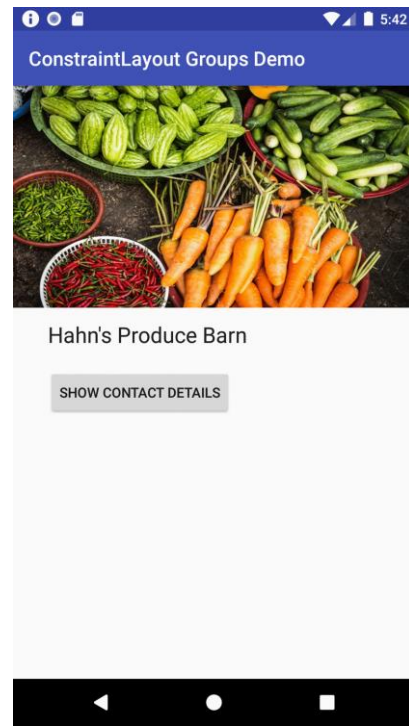 5:42
ConstraintLayout Groups Demo
Hahn's Produce Barn
SHOW CONTACT DETAILS